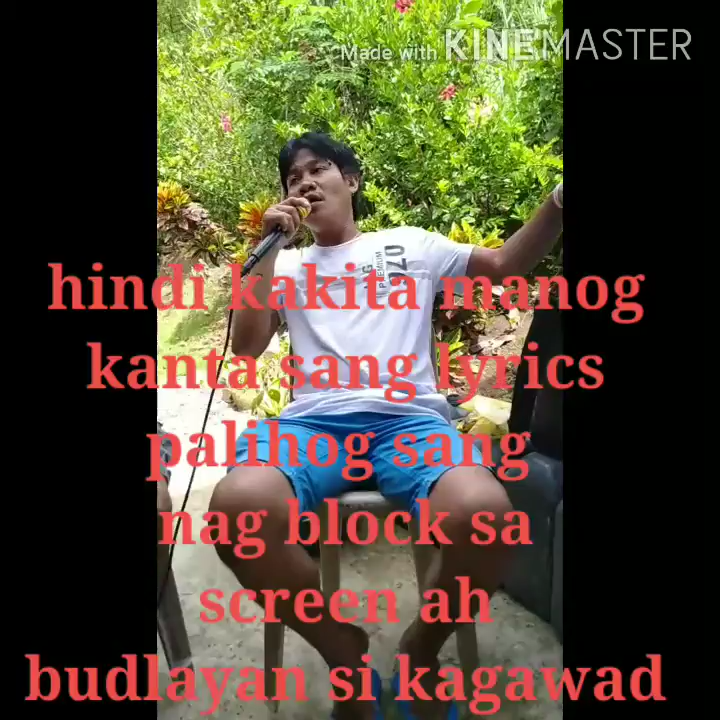 Made with KINEMASTER
PREMIUM
hindi kakita manog
kanta sang lyrics
palihog sang
nag block sa
screen ah
budlayan si kagawad